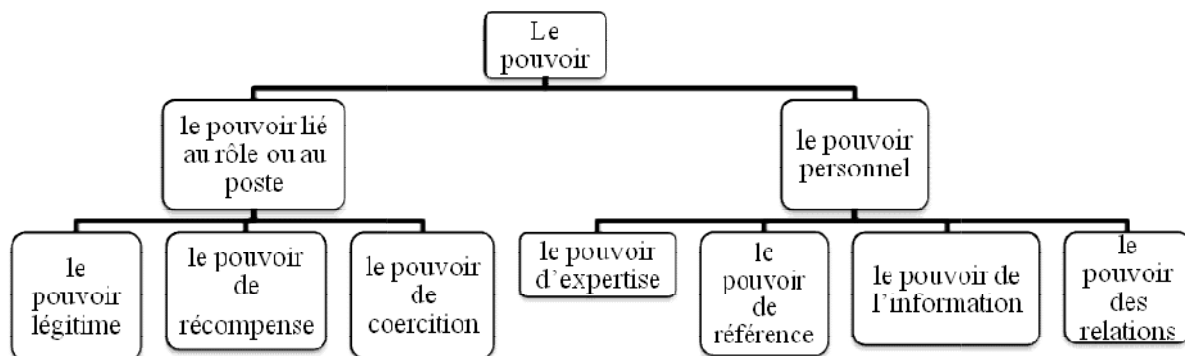 Le
pouvoir
le pouvoir lié
au rôle ou au
poste
le pouvoir
personnel
le
pouvoir
légitime
le pouvoir
de
récompense
le pouvoir
de
coercition
le pouvoir
d’expertise
le
pouvoir
de
référence
le pouvoir de
l’information
le
pouvoir
des
relations